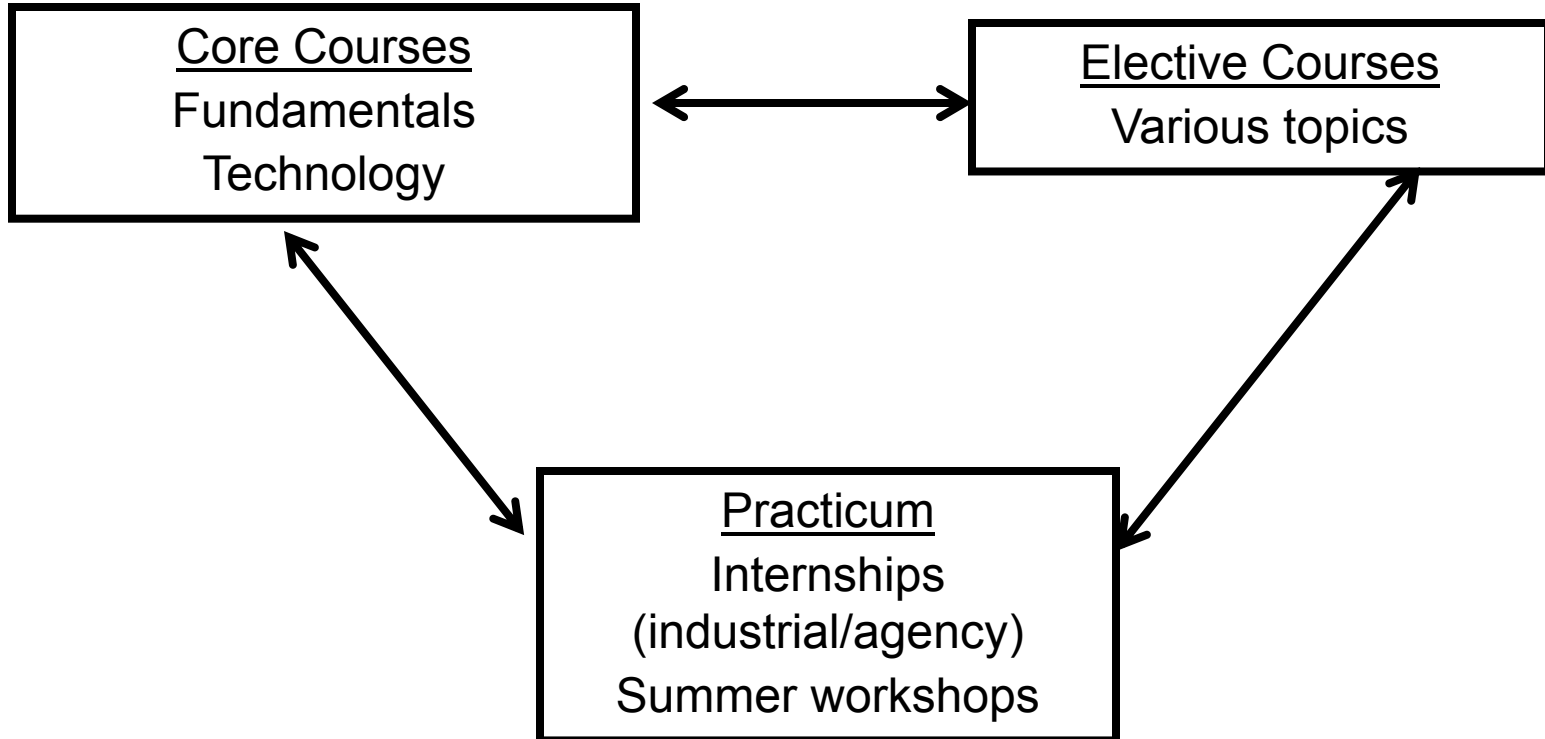 Core Courses
Fundamentals
Technology
Elective Courses
Various topics
Practicum
Internships
(industrial/agency)
Summer workshops